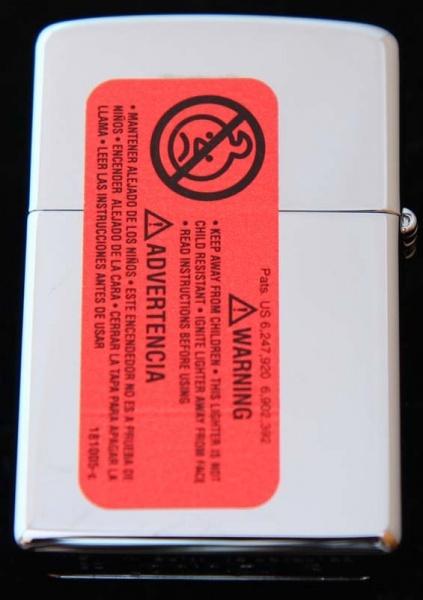 Pats. US 6,247,920 6,902,392
⚠ WARNING
• KEEP AWAY FROM CHILDREN • THIS LIGHTER IS NOT
CHILD RESISTANT • IGNITE LIGHTER AWAY FROM FACE
• READ INSTRUCTIONS BEFORE USING
⚠ ADVERTENCIA
• MANTENER ALEJADO DE LOS NIÑOS • ESTE ENCENDEDOR NO ES A PRUEBA DE
NIÑOS • ENCENDER ALEJADO DE LA CARA • CERRAR LA TAPA PARA APAGAR LA
LLAMA • LEER LAS INSTRUCCIONES ANTES DE USAR
181005-c